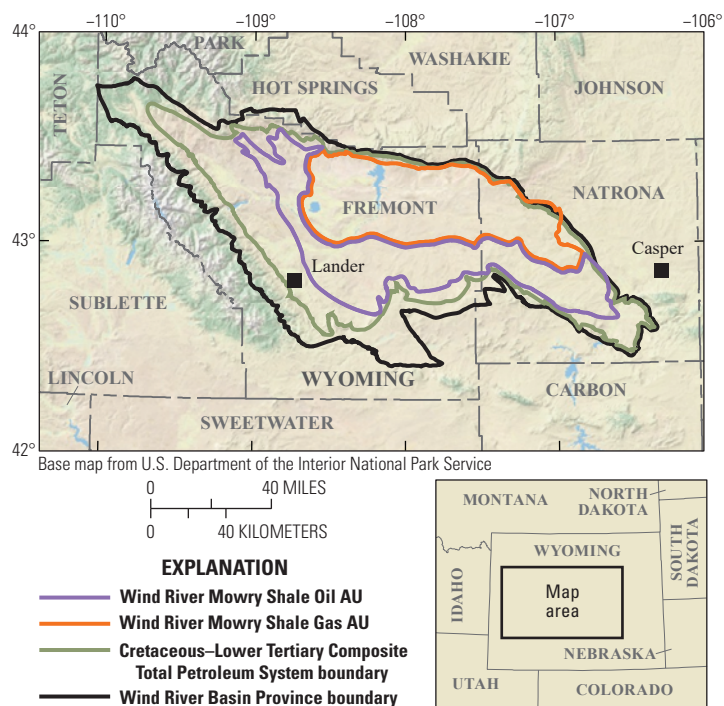 44°
−110°
−109°
−108°
−107°
−106°
PARK
WASHAKIE
HOT SPRINGS
JOHNSON
TETON
FREMONT
NATRONA
43°
Casper
Lander
SUBLETTE
WYOMING
LINCOLN
CARBON
SWEETWATER
42°
Base map from U.S. Department of the Interior National Park Service
0 40 MILES
0 40 KILOMETERS
EXPLANATION
Wind River Mowry Shale Oil AU
Wind River Mowry Shale Gas AU
Cretaceous–Lower Tertiary Composite
Total Petroleum System boundary
Wind River Basin Province boundary
MONTANA
NORTH
DAKOTA
SOUTH
DAKOTA
WYOMING
IDAHO
Map
area
NEBRASKA
UTAH
COLORADO